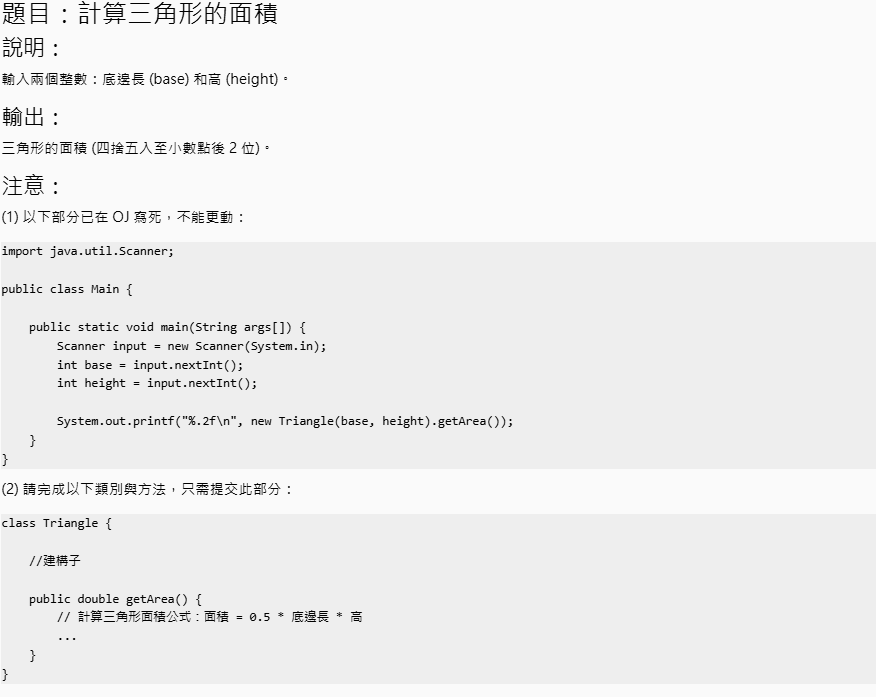 題目：計算三角形的面積
說明：
輸入兩個整數：底邊長 (base) 和高 (height)。
輸出：
三角形的面積 (四捨五入至小數點後 2 位)。
注意：
(1) 以下部分已在 OJ 寫死，不能更動：
import java.util.Scanner;
public class Main {
    public static void main(String args[]) {
        Scanner input = new Scanner(System.in);
        int base = input.nextInt();
        int height = input.nextInt();
        System.out.printf("%.2f\n", new Triangle(base, height).getArea());
    }
}
(2) 請完成以下類別與方法，只需提交此部分：
class Triangle {
    //建構子
    public double getArea() {
        // 計算三角形面積公式：面積 = 0.5 * 底邊長 * 高
        ...
    }
}